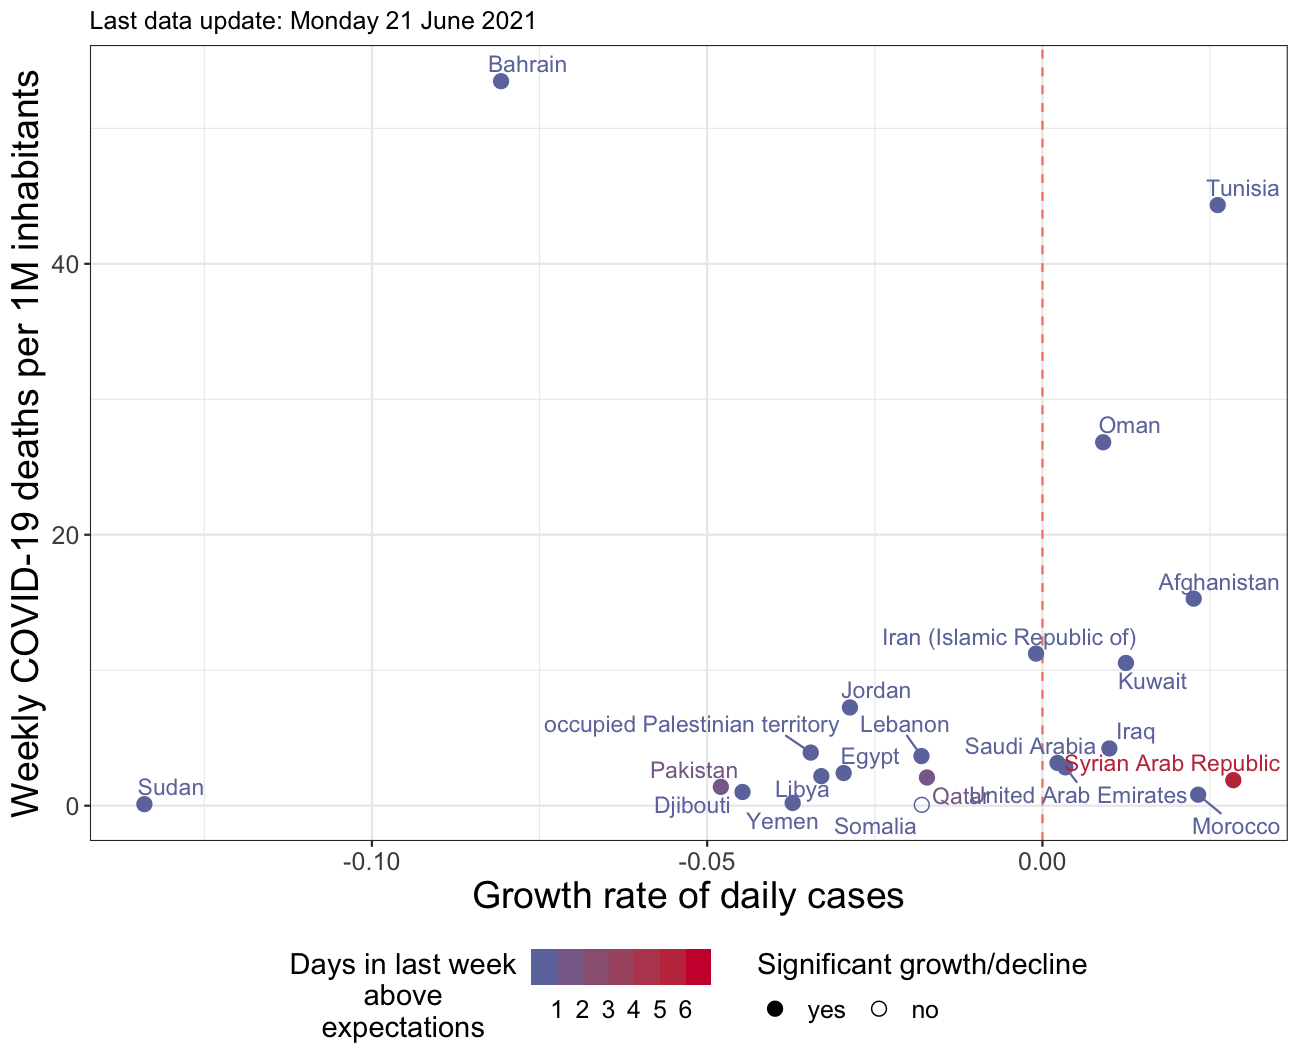 Last data update: Monday 21 June 2021
Weekly COVID-19 deaths per 1M inhabitants
Bahrain
Tunisia
40
Oman
20
Afghanistan
Iran (Islamic Republic of)
Kuwait
Jordan
occupied Palestinian territory
Lebanon
Iraq
Saudi Arabia
Egypt
Syrian Arab Republic
Pakistan
Sudan
Libya
Qatar
United Arab Emirates
Djibouti
0
Yemen
Somalia
Morocco
-0.10
-0.05
0.00
Growth rate of daily cases
Days in last week
above
expectations
1 2 3 4 5 6
Significant growth/decline
yes
no